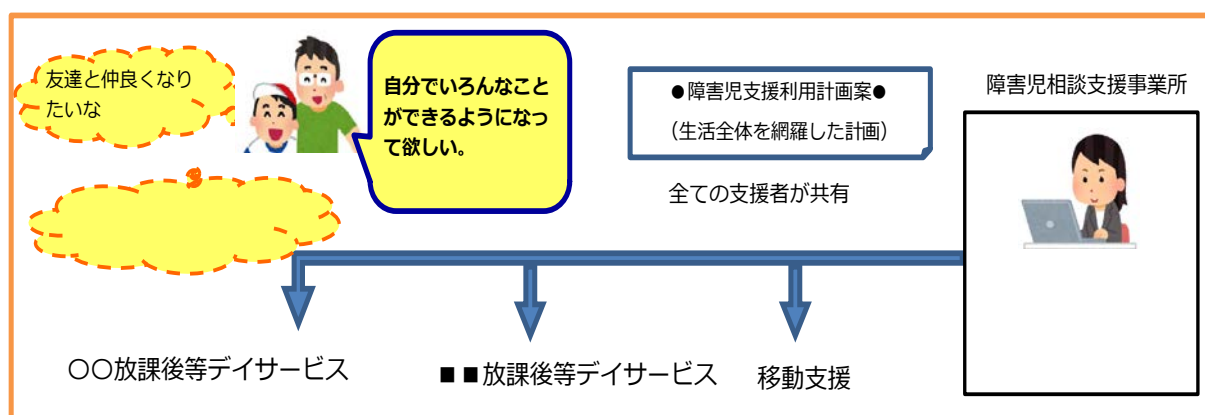 友達と仲良くなり
たいな
自分でいろんなこと
ができるようになっ
て欲しい。
●障害児支援利用計画案●
(生活全体を網羅した計画)
全ての支援者が共有
障害児相談支援事業所
〇〇放課後等デイサービス
■■放課後等デイサービス
移動支援